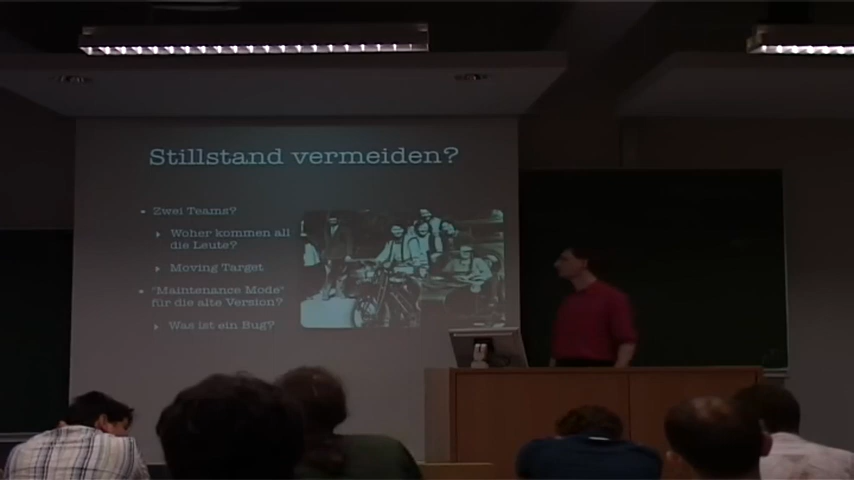 Stillstand vermeiden?
Zwei Teams?
Woher kommen all
die Leute?
Moving Target
"Maintenance Mode"
für die alte Version?
Was ist ein Bug?